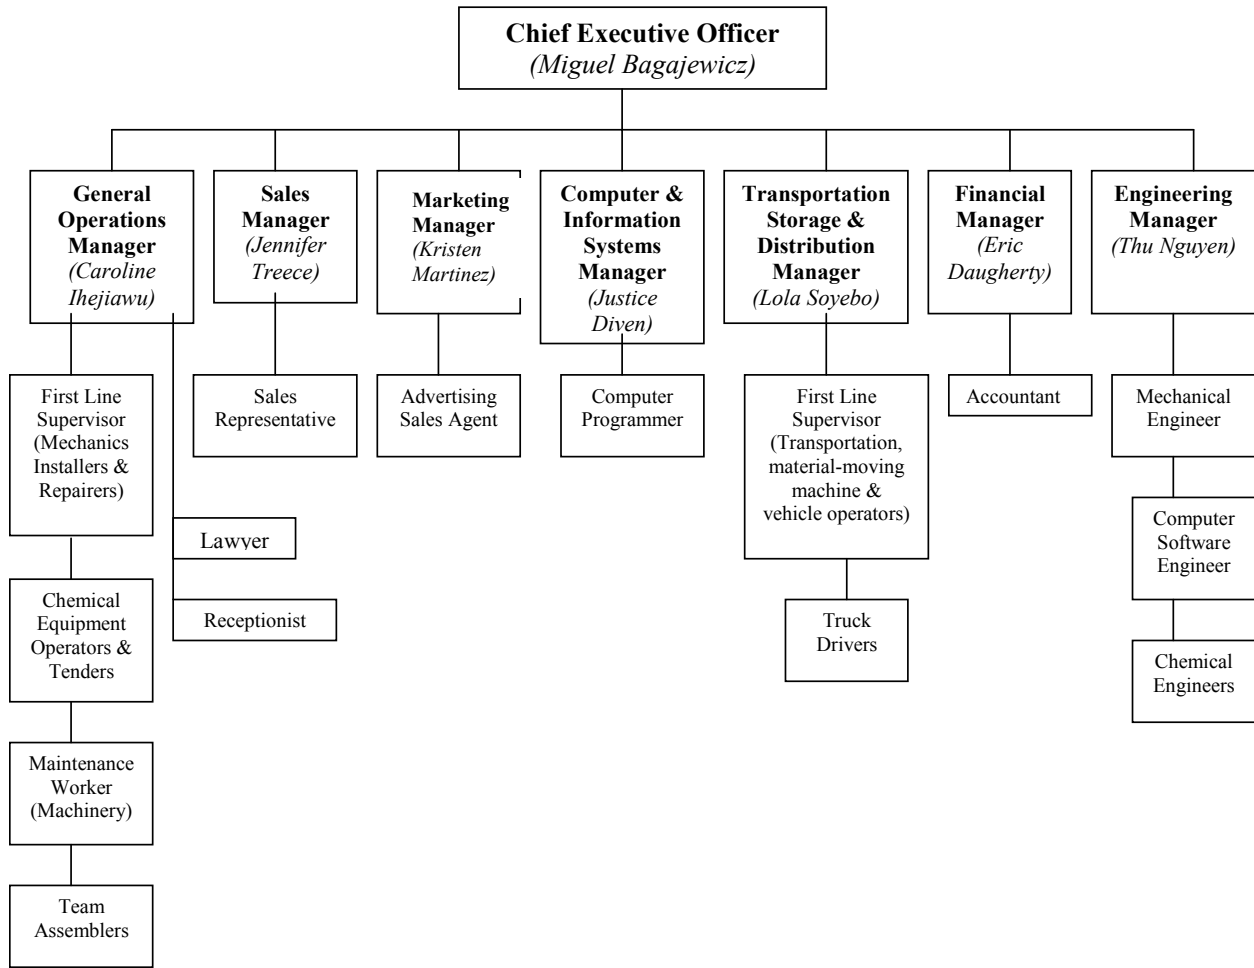 Chief Executive Officer
(Miguel Bagajewicz)
General
Operations
Manager
(Caroline
Ihejiawu)
Sales
Manager
(Jennifer
Treece)
Marketing
Manager
(Kristen
Martinez)
Computer &
Information
Systems
Manager
(Justice
Diven)
Transportation
Storage &
Distribution
Manager
(Lola Soyebo)
Financial
Manager
(Eric
Daugherty)
Engineering
Manager
(Thu Nguyen)
First Line
Supervisor
(Mechanics
Installers &
Repairers)
Sales
Representative
Advertising
Sales Agent
Computer
Programmer
First Line
Supervisor
(Transportation,
material-moving
machine &
vehicle operators)
Accountant
Mechanical
Engineer
Lawyer
Computer
Software
Engineer
Chemical
Equipment
Operators &
Tenders
Receptionist
Truck
Drivers
Chemical
Engineers
Maintenance
Worker
(Machinery)
Team
Assemblers